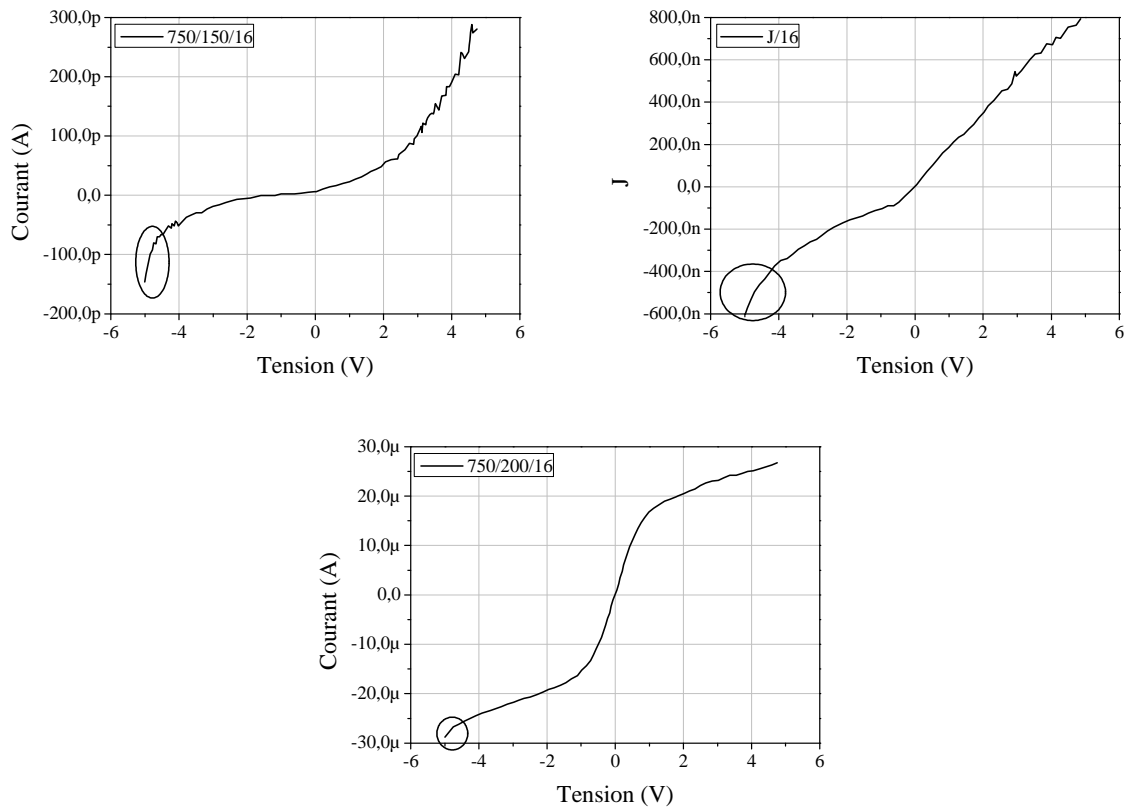 750/150/16
300,0p
200,0p
100,0p
0,0
-100,0p
-200,0p
-6 -4 -2 0 2 4 6
Courant (A)
Tension (V)
J/16
800,0n
600,0n
400,0n
200,0n
0,0
-200,0n
-400,0n
-600,0n
-6 -4 -2 0 2 4 6
J
Tension (V)
750/200/16
30,0µ
20,0µ
10,0µ
0,0
-10,0µ
-20,0µ
-30,0µ
-6 -4 -2 0 2 4 6
Courant (A)
Tension (V)